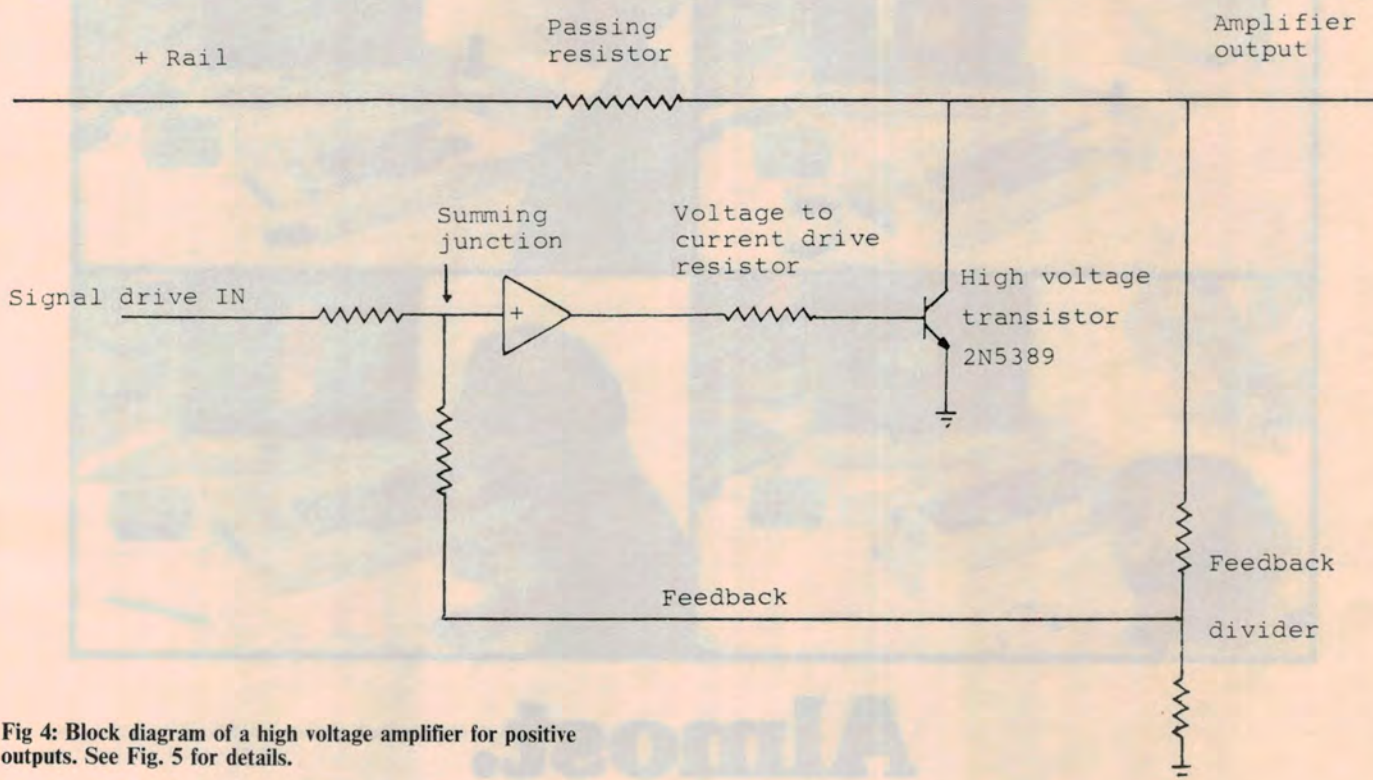 + Rail
Passing
resistor
Amplifier
output
Summing
junction
Voltage to
current drive
resistor
Signal drive IN
+
High voltage
transistor
2N5389
Feedback
Feedback
divider
Fig 4: Block diagram of a high voltage amplifier for positive
outputs. See Fig. 5 for details.
Almost.